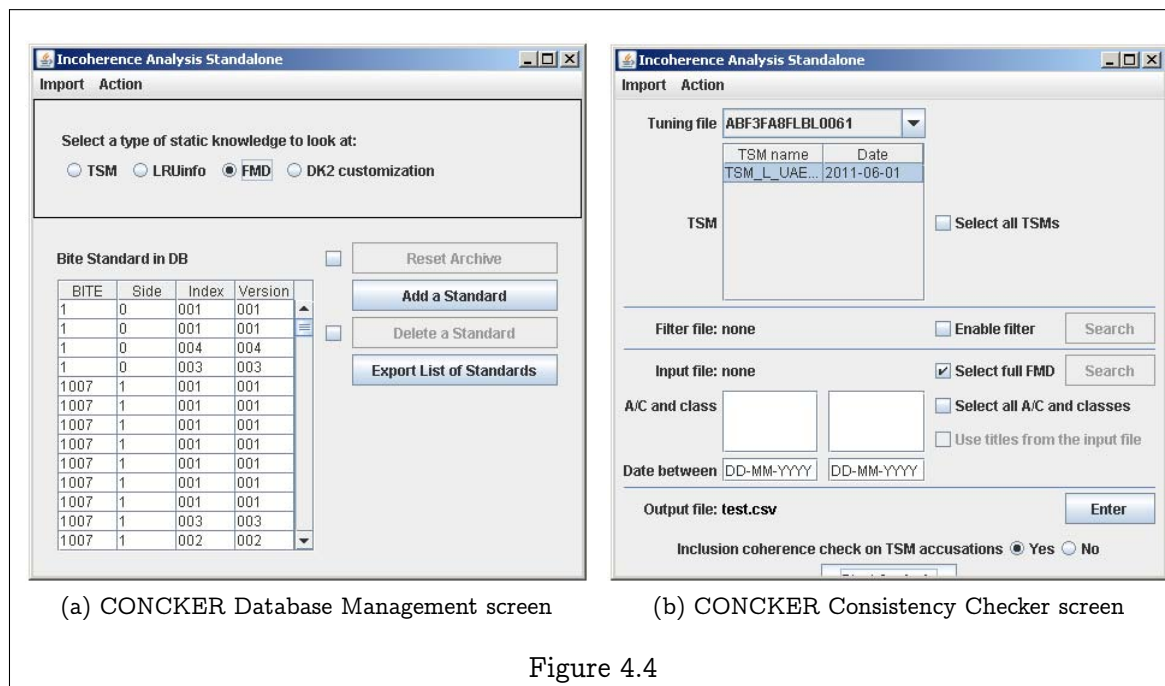 Incoherence Analysis Standalone
Import Action
Select a type of static knowledge to look at:
TSM LRUinfo FMD DK2 customization
Bite Standard in DB
Reset Archive
Add a Standard
Delete a Standard
Export List of Standards
BITE Side Index Version
1 0 001 001
1 0 001 001
1 0 004 004
1 0 003 003
1007 1 001 001
1007 1 001 001
1007 1 001 001
1007 1 001 001
1007 1 001 001
1007 1 001 001
1007 1 001 001
1007 1 003 003
1007 1 002 002
(a) CONCKER Database Management screen
Incoherence Analysis Standalone
Import Action
Tuning file ABF3FA8FLBL0061
TSM name Date
TSM_L_UAE... 2011-06-01
TSM Select all TSMs
Filter file: none Enable filter Search
Input file: none Select full FMD Search
A/C and class Select all A/C and classes
Use titles from the input file
Date between DD-MM-YYYY DD-MM-YYYY
Output file: test.csv Enter
Inclusion coherence check on TSM accusations Yes No
(b) CONCKER Consistency Checker screen
Figure 4.4